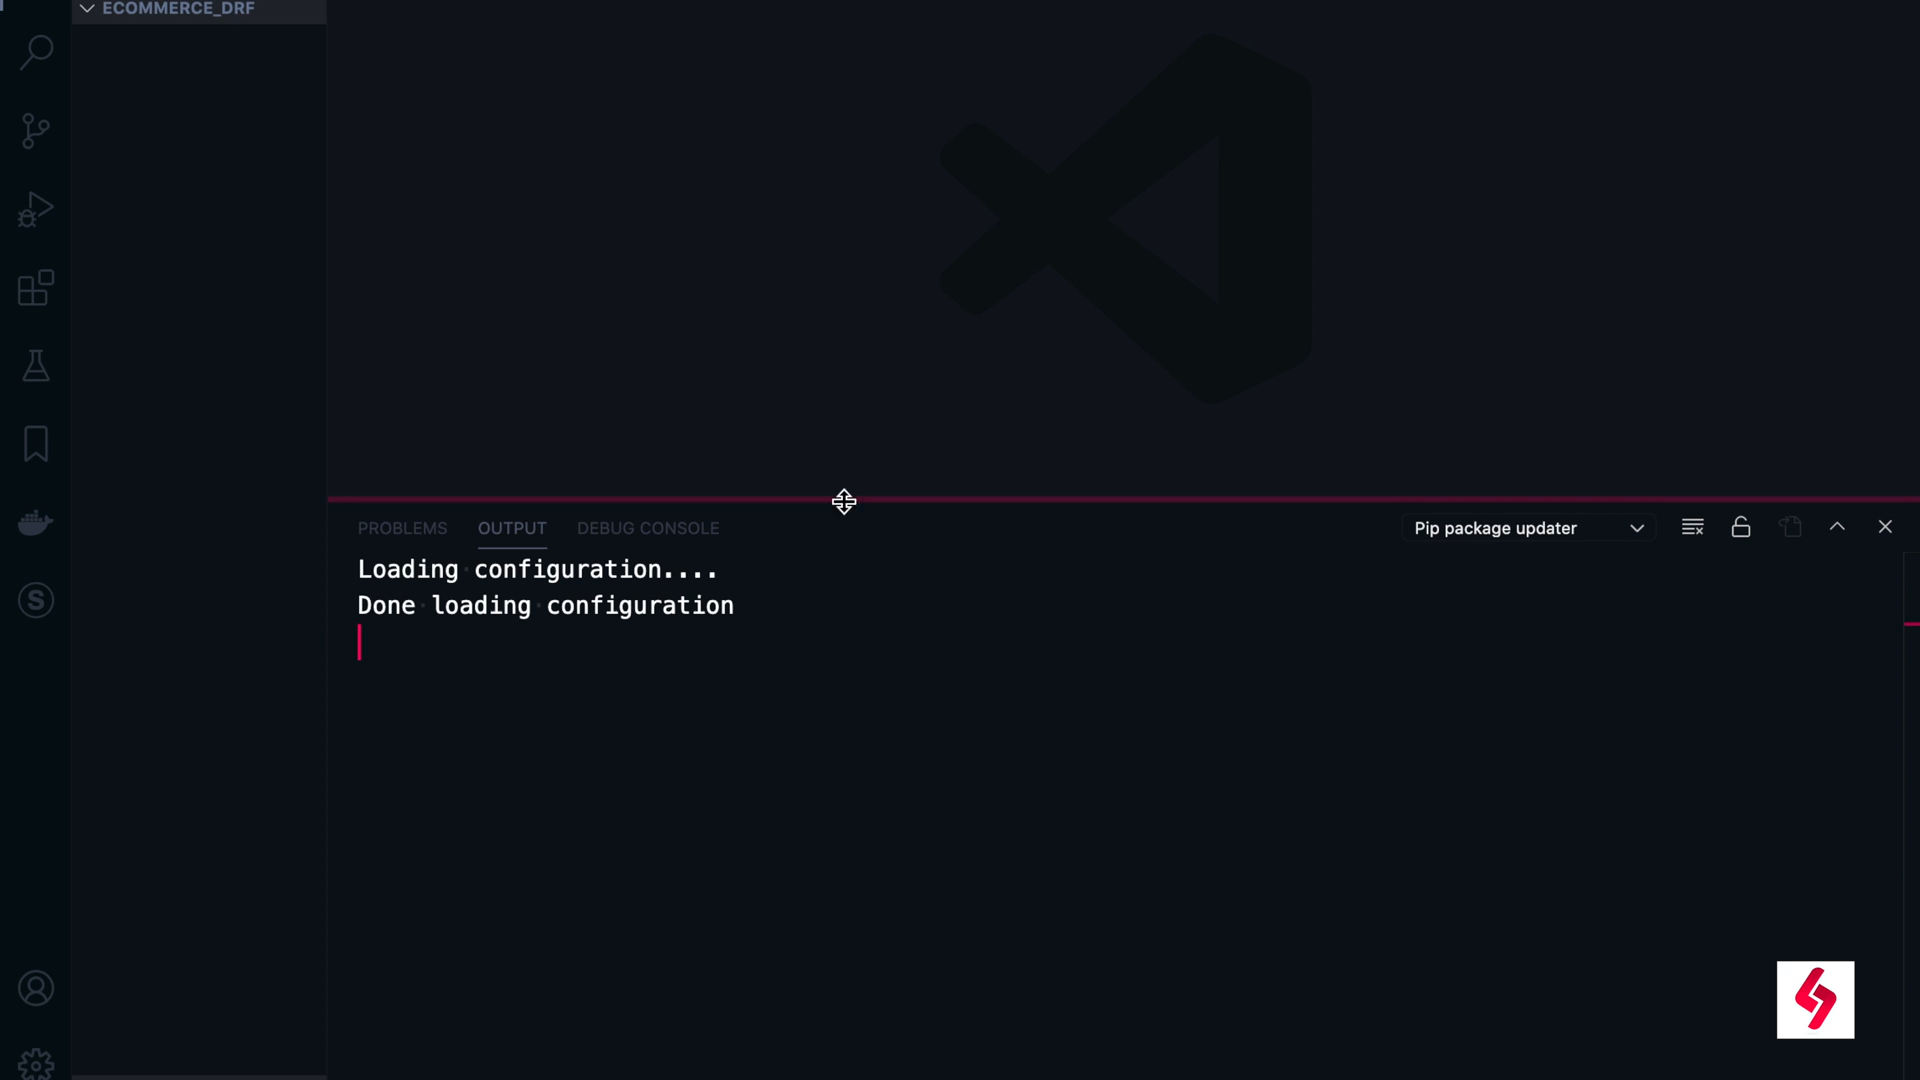 ECOMMERCE_DRF
PROBLEMS OUTPUT DEBUG CONSOLE Pip package updater
Loading configuration....
Done loading configuration